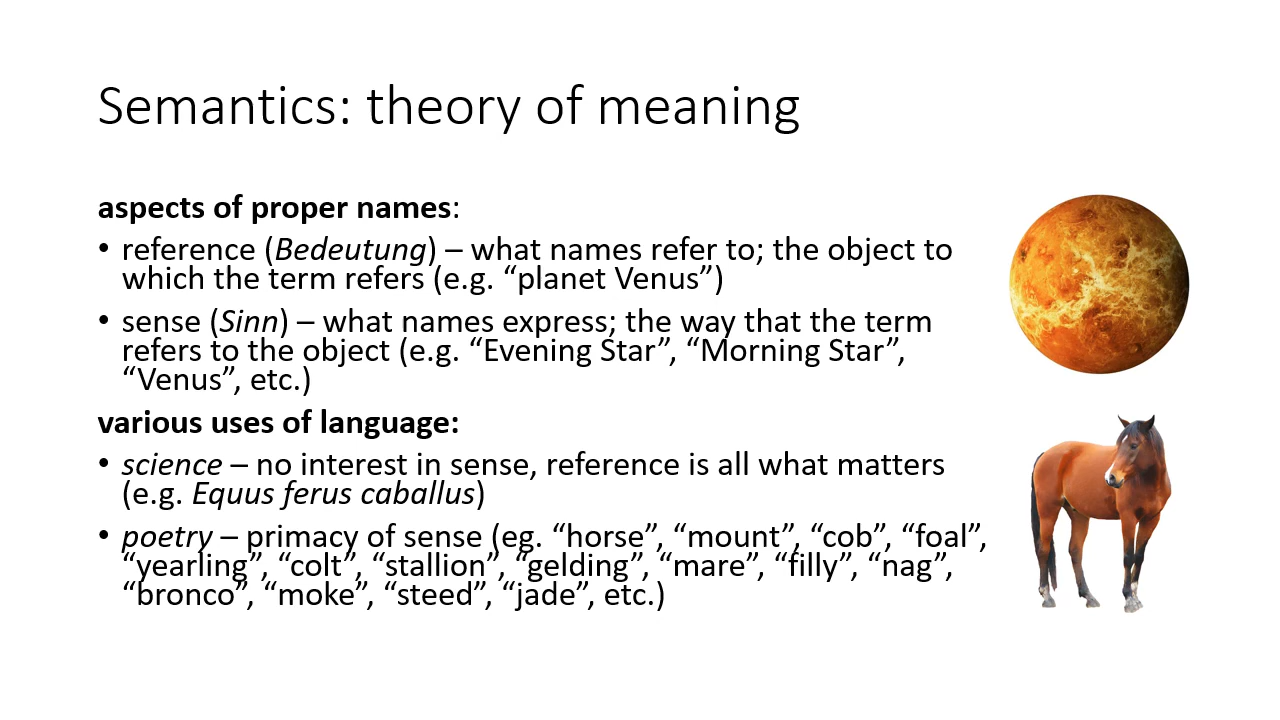 Semantics: theory of meaning
aspects of proper names:
• reference (Bedeutung) – what names refer to; the object to
which the term refers (e.g. “planet Venus”)
• sense (Sinn) – what names express; the way that the term
refers to the object (e.g. “Evening Star”, “Morning Star”,
“Venus”, etc.)
various uses of language:
• science – no interest in sense, reference is all what matters
(e.g. Equus ferus caballus)
• poetry – primacy of sense (eg. “horse”, “mount”, “cob”, “foal”,
“yearling”, “colt”, “stallion”, “gelding”, “mare”, “filly”, “nag”,
“bronco”, “moke”, “steed”, “jade”, etc.)